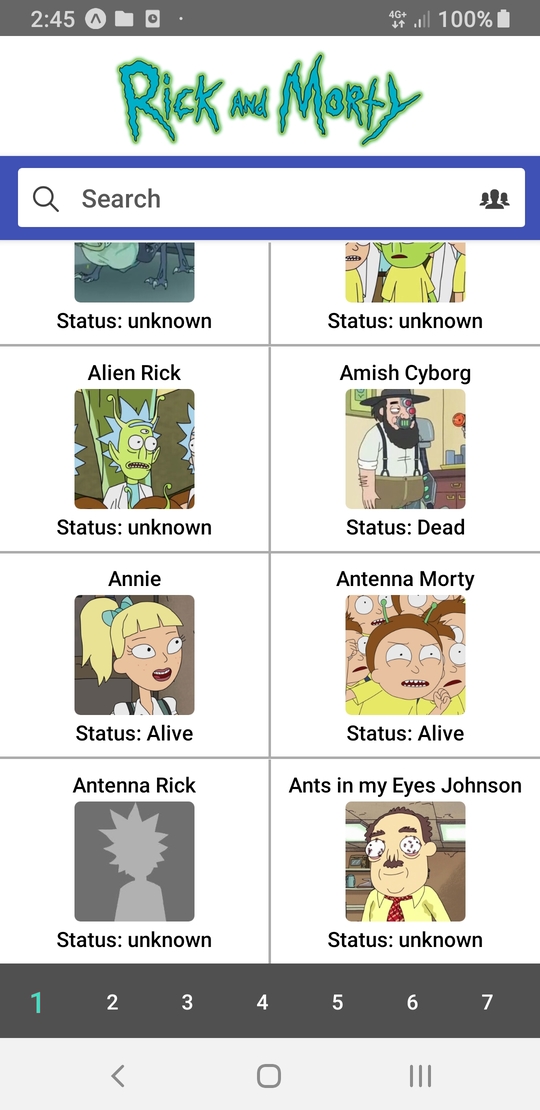 2:45 4G+ 100%
Rick and Morty
Search
Status: unknown Status: unknown
Alien Rick Amish Cyborg
Status: unknown Status: Dead
Annie Antenna Morty
Status: Alive Status: Alive
Antenna Rick Ants in my Eyes Johnson
Status: unknown Status: unknown
1 2 3 4 5 6 7